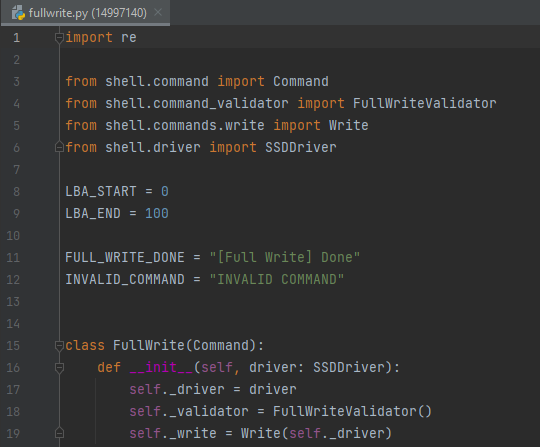 fullwrite.py (14997140)
1 import re
2
3 from shell.command import Command
4 from shell.command_validator import FullWriteValidator
5 from shell.commands.write import Write
6 from shell.driver import SSDDriver
7
8 LBA_START = 0
9 LBA_END = 100
10
11 FULL_WRITE_DONE = "[Full Write] Done"
12 INVALID_COMMAND = "INVALID COMMAND"
13
14
15 class FullWrite(Command):
16     def __init__(self, driver: SSDDriver):
17         self._driver = driver
18         self._validator = FullWriteValidator()
19         self._write = Write(self._driver)